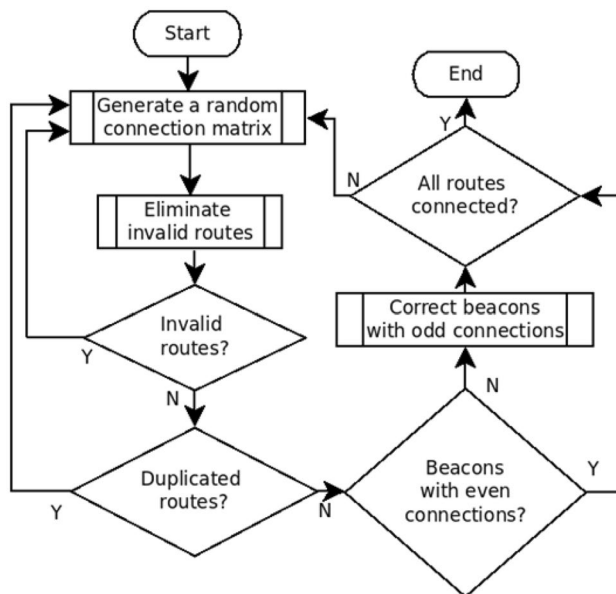 Start
Generate a random
connection matrix
Eliminate
invalid routes
Invalid
routes?
Y
N
Duplicated
routes?
Y
N
Beacons
with even
connections?
N
Y
Correct beacons
with odd connections
All routes
connected?
N
Y
End